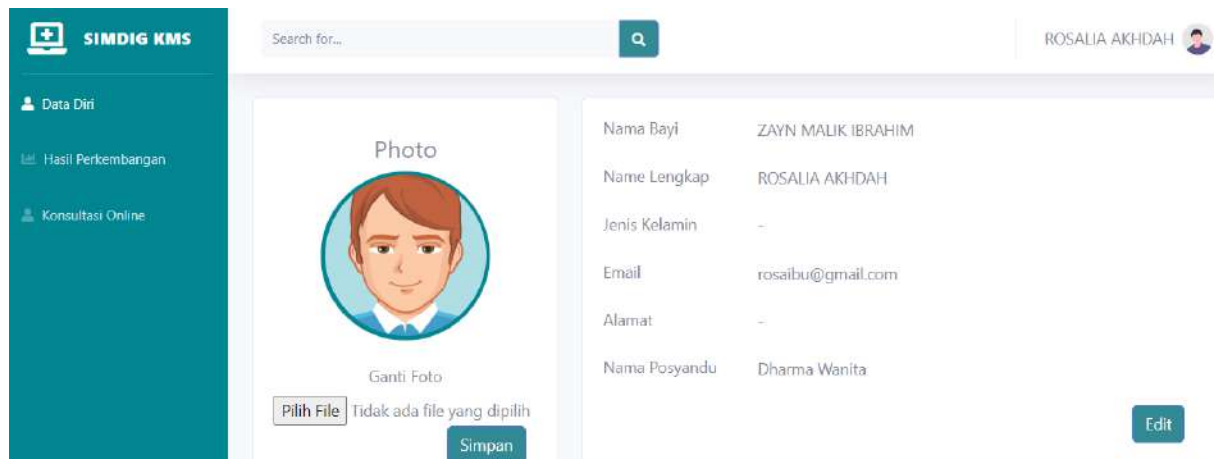 SIMDIG KMS
Search for...
ROSALIA AKHDAH
Data Diri
Hasil Perkembangan
Konsultasi Online
Photo
Ganti Foto
Pilih File Tidak ada file yang dipilih
Simpan
Nama Bayi ZAYN MALIK IBRAHIM
Name Lengkap ROSALIA AKHDAH
Jenis Kelamin -
Email rosaibu@gmail.com
Alamat -
Nama Posyandu Dharma Wanita
Edit